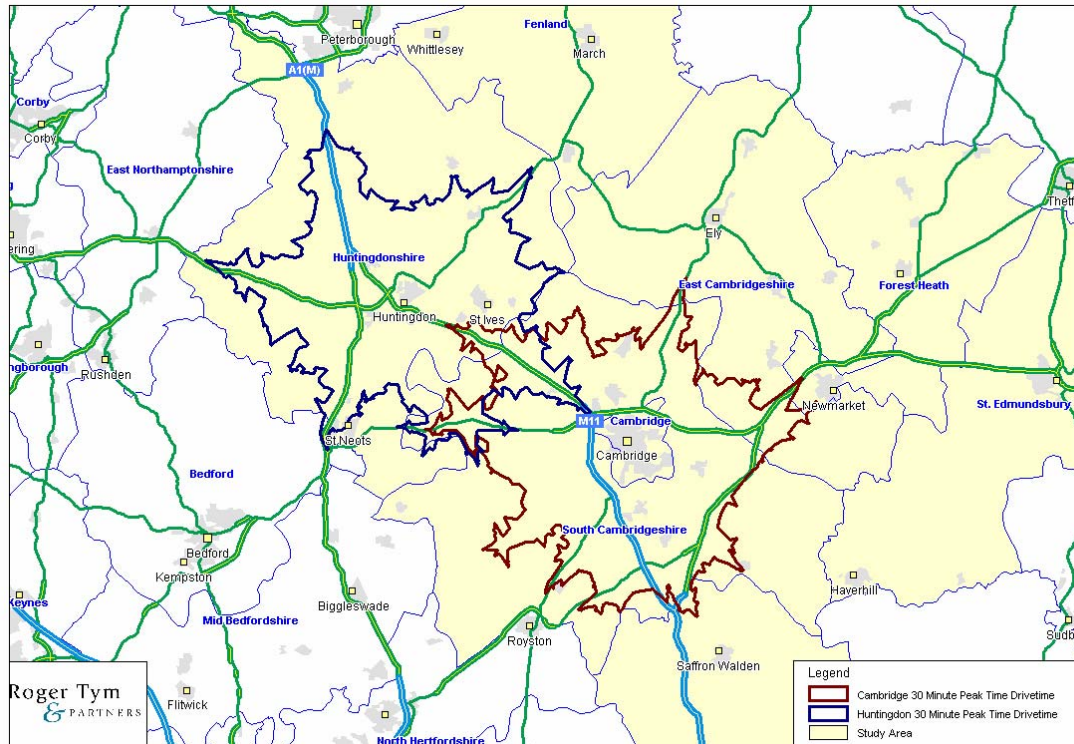 Fenland
Peterborough
Whittlesey
March
A1(M)
Corby
Corby
East Northamptonshire
Thetf
ering
Ely
Huntingdonshire
East Cambridgeshire
Forest Heath
Huntingdon
St Ives
ngborough
Rushden
Newmarket
St. Edmundsbury
St.Neots
M11
Cambridge
Cambridge
Bedford
South Cambridgeshire
Bedford
Kempston
Haverhill
Keynes
Biggleswade
Mid Bedfordshire
Royston
Sudb
Saffron Walden
Roger Tym
& PARTNERS
Flitwick
North Hertfordshire
Legend
Cambridge 30 Minute Peak Time Drivetime
Huntingdon 30 Minute Peak Time Drivetime
Study Area